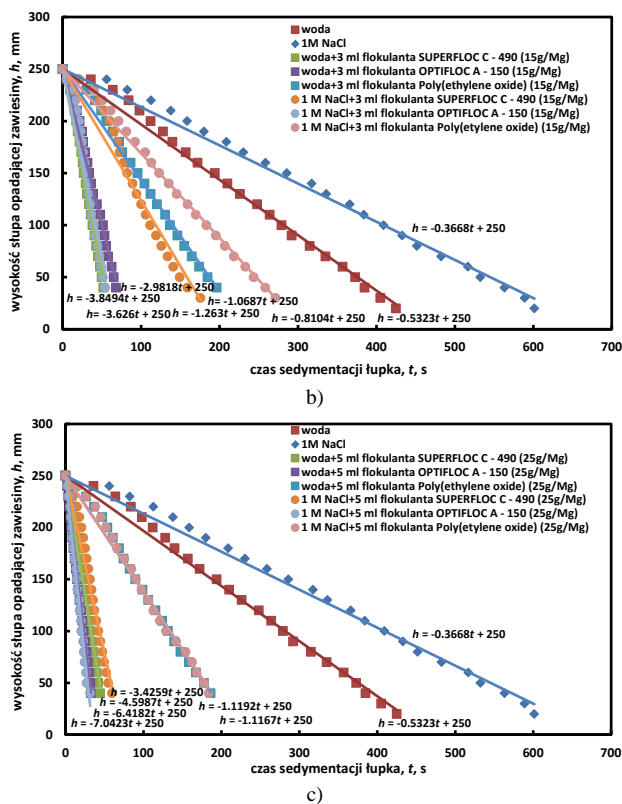 300
250
200
150
100
50
0
wysokość słupa opadającej zawiesiny, h, mm
woda
1M NaCl
woda+3 ml flokulanta SUPERFLOC C - 490 (15g/Mg)
woda+3 ml flokulanta OPTIFLOC A - 150 (15g/Mg)
woda+3 ml flokulanta Poly(ethylene oxide) (15g/Mg)
1 M NaCl+3 ml flokulanta SUPERFLOC C - 490 (15g/Mg)
1 M NaCl+3 ml flokulanta OPTIFLOC A - 150 (15g/Mg)
1 M NaCl+3 ml flokulanta Poly(etylene oxide) (15g/Mg)
h = -0.3668t + 250
h = -2.9818t + 250
h = -3.8494t + 250
h = -3.626t + 250
h = -1.0687t + 250
h = -1.263t + 250
h = -0.8104t + 250
h = -0.5323t + 250
0 100 200 300 400 500 600 700
czas sedymentacji łupka, t, s
b)
300
250
200
150
100
50
0
wysokość słupa opadającej zawiesiny, h, mm
woda
1M NaCl
woda+5 ml flokulanta SUPERFLOC C - 490 (25g/Mg)
woda+5 ml flokulanta OPTIFLOC A - 150 (25g/Mg)
woda+5 ml flokulanta Poly(ethylene oxide) (25g/Mg)
1 M NaCl+5 ml flokulanta SUPERFLOC C - 490 (25g/Mg)
1 M NaCl+5 ml flokulanta OPTIFLOC A - 150 (25g/Mg)
1 M NaCl+5 ml flokulanta Poly(etylene oxide) (25g/Mg)
h = -0.3668t + 250
h = -3.4259t + 250
h = -4.5987t + 250
h = -6.4182t + 250
h = -7.0423t + 250
h = -1.1192t + 250
h = -1.1167t + 250
h = -0.5323t + 250
0 100 200 300 400 500 600 700
czas sedymentacji łupka, t, s
c)